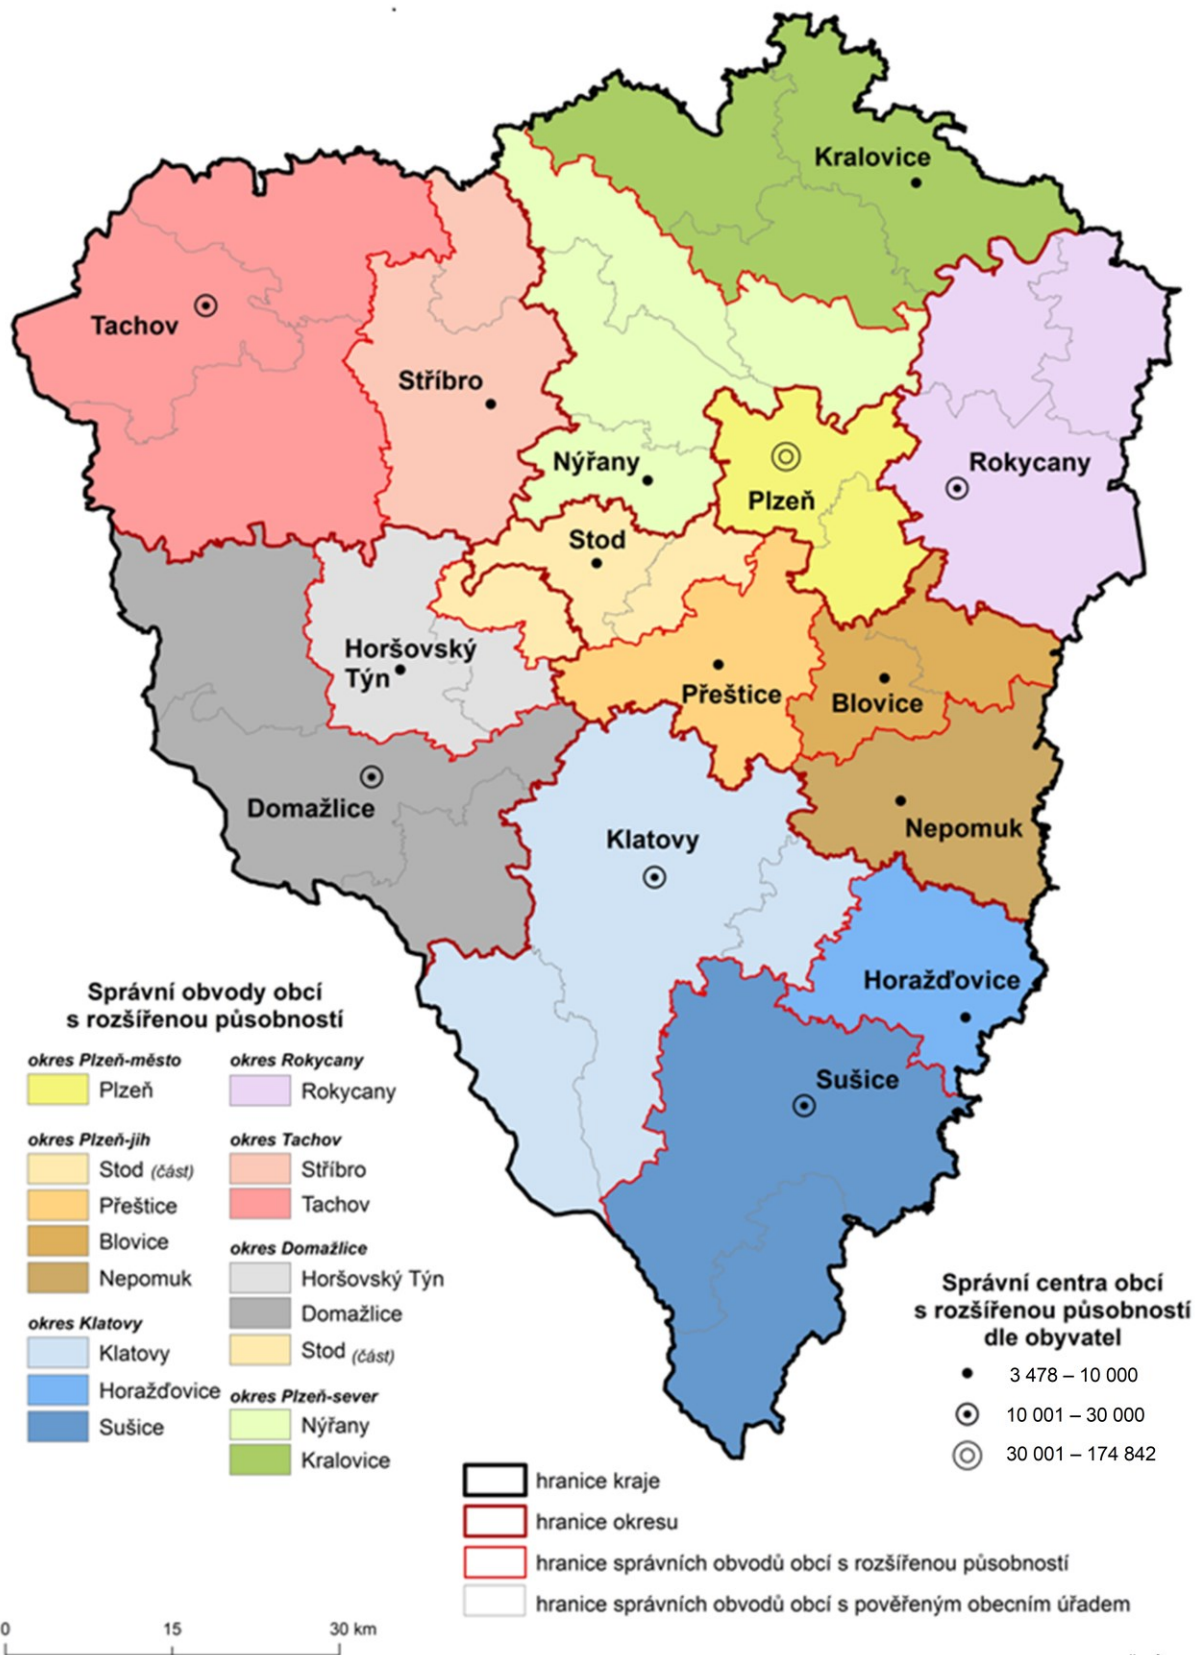 Kralovice
Tachov
Stříbro
Nýřany
Plzeň
Rokycany
Stod
Horšovský
Týn
Přeštice
Blovice
Domažlice
Nepomuk
Klatovy
Horažďovice
Sušice
Správní obvody obcí
s rozšířenou působností
okres Plzeň-město
Plzeň
okres Plzeň-jih
Stod (část)
Přeštice
Blovice
Nepomuk
okres Klatovy
Klatovy
Horažďovice
Sušice
okres Rokycany
Rokycany
okres Tachov
Stříbro
Tachov
okres Domažlice
Horšovský Týn
Domažlice
Stod (část)
okres Plzeň-sever
Nýřany
Kralovice
Správní centra obcí
s rozšířenou působností
dle obyvatel
3 478 – 10 000
10 001 – 30 000
30 001 – 174 842
hranice kraje
hranice okresu
hranice správních obvodů obcí s rozšířenou působností
hranice správních obvodů obcí s pověřeným obecním úřadem
0 15 30 km